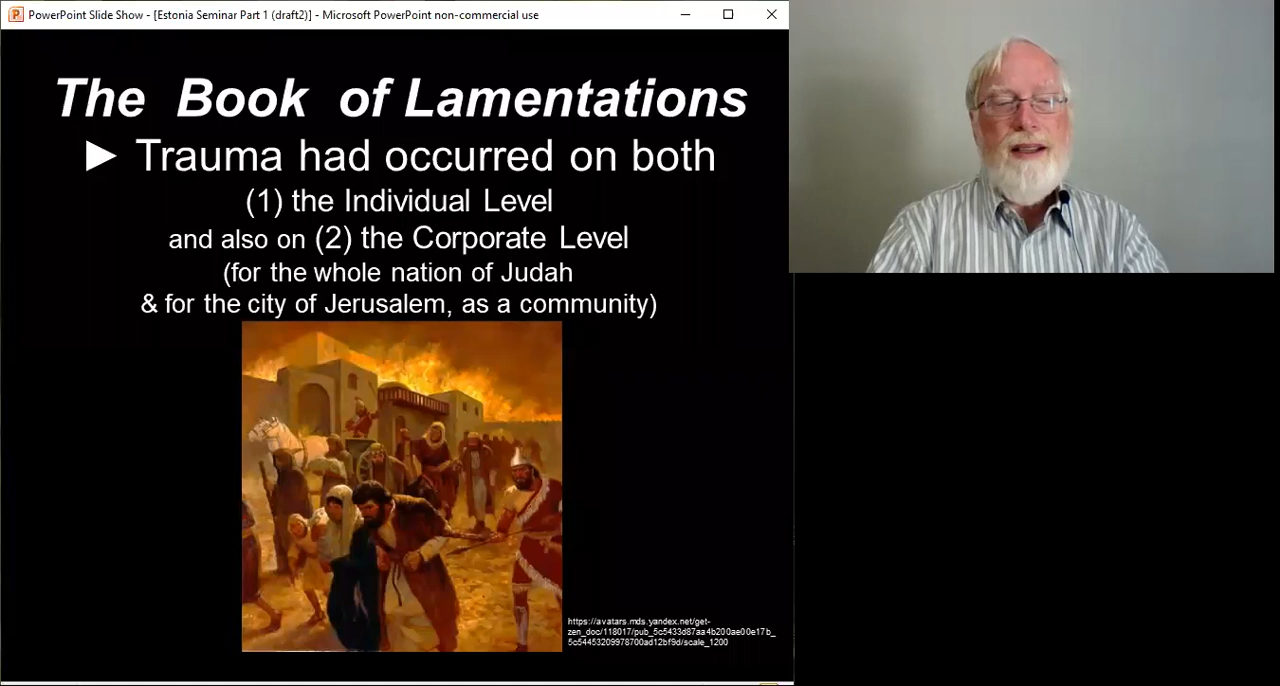 PowerPoint Slide Show - [Estonia Seminar Part 1 (draft2)] - Microsoft PowerPoint non-commercial use
The Book of Lamentations
► Trauma had occurred on both
(1) the Individual Level
and also on (2) the Corporate Level
(for the whole nation of Judah
& for the city of Jerusalem, as a community)
https://avatars.mds.yandex.net/get-
zen_doc/118017/pub_5c5433d87aa4b200ae00e17b_
5c54453209978700ad12bf9d/scale_1200